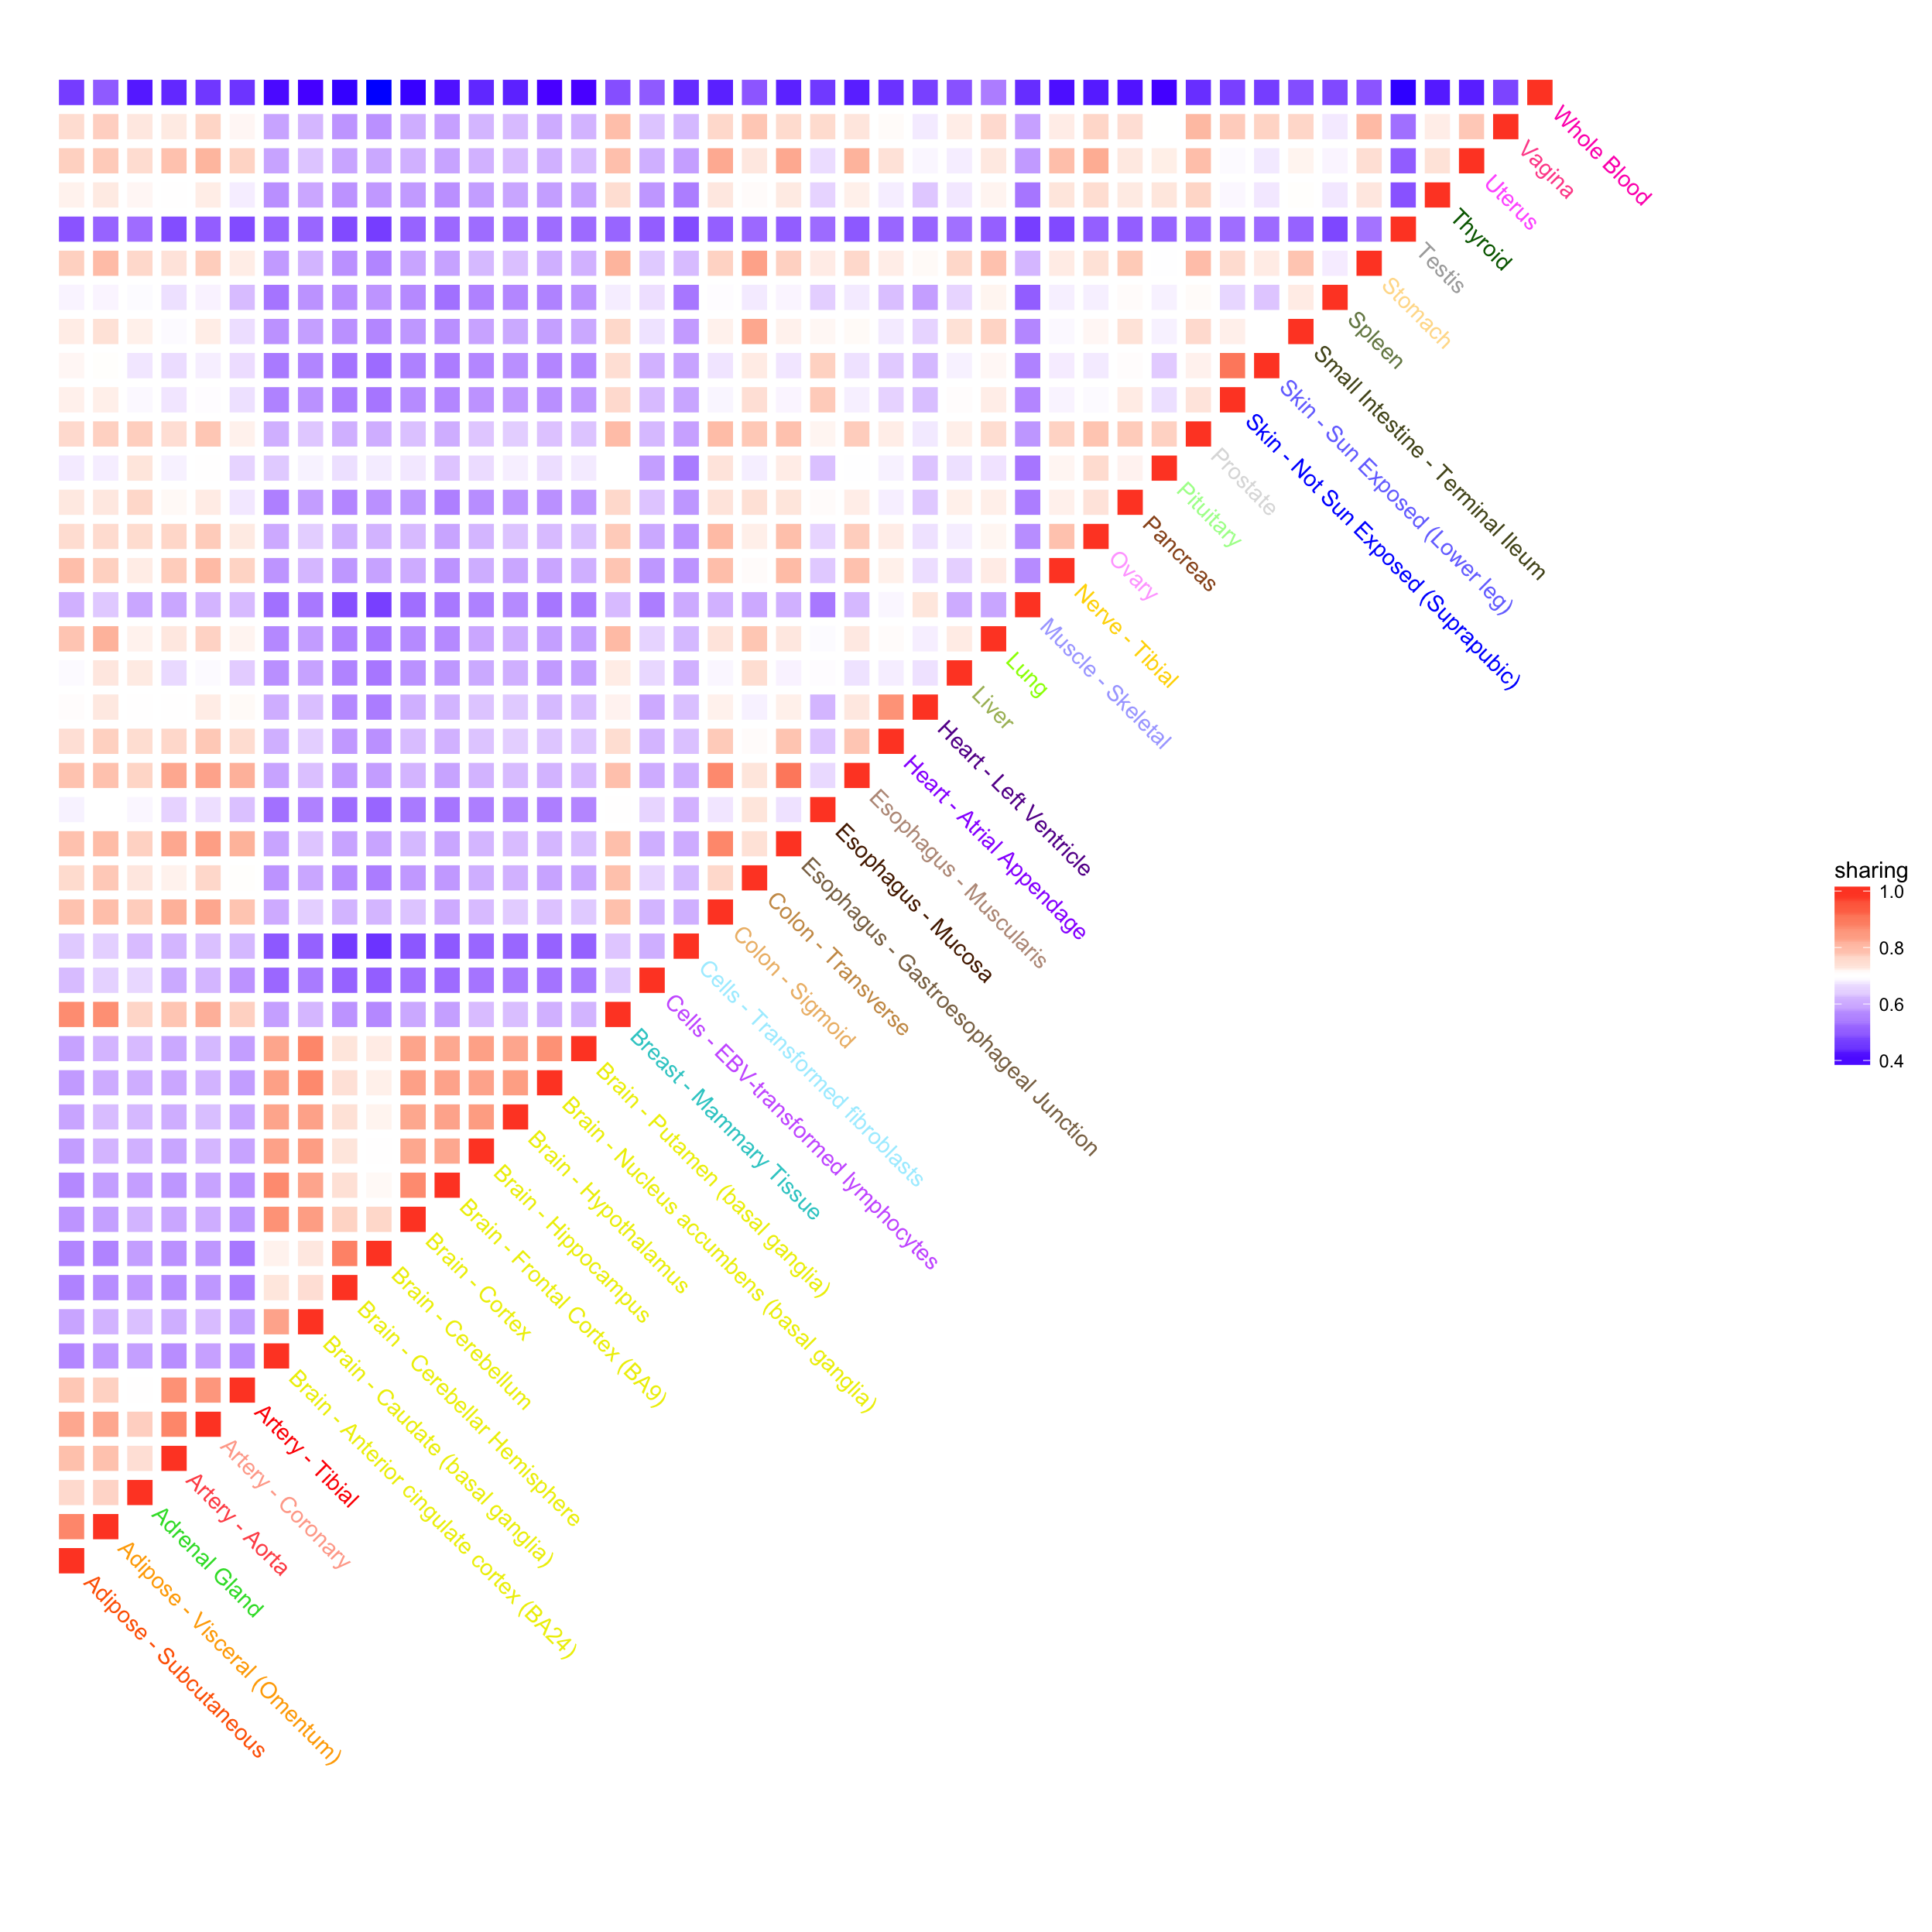 Whole Blood
Vagina
Uterus
Thyroid
Testis
Stomach
Spleen
Small Intestine - Terminal Ileum
Skin - Sun Exposed (Lower leg)
Skin - Not Sun Exposed (Suprapubic)
Prostate
Pituitary
Pancreas
Ovary
Nerve - Tibial
Muscle - Skeletal
Lung
Liver
Heart - Left Ventricle
Heart - Atrial Appendage
Esophagus - Muscularis
Esophagus - Mucosa
Esophagus - Gastroesophageal Junction
Colon - Transverse
Colon - Sigmoid
Cells - Transformed fibroblasts
Cells - EBV-transformed lymphocytes
Breast - Mammary Tissue
Brain - Putamen (basal ganglia)
Brain - Nucleus accumbens (basal ganglia)
Brain - Hypothalamus
Brain - Hippocampus
Brain - Frontal Cortex (BA9)
Brain - Cortex
Brain - Cerebellum
Brain - Cerebellar Hemisphere
Brain - Caudate (basal ganglia)
Brain - Anterior cingulate cortex (BA24)
Artery - Tibial
Artery - Coronary
Artery - Aorta
Adrenal Gland
Adipose - Visceral (Omentum)
Adipose - Subcutaneous
sharing
1.0
0.8
0.6
0.4